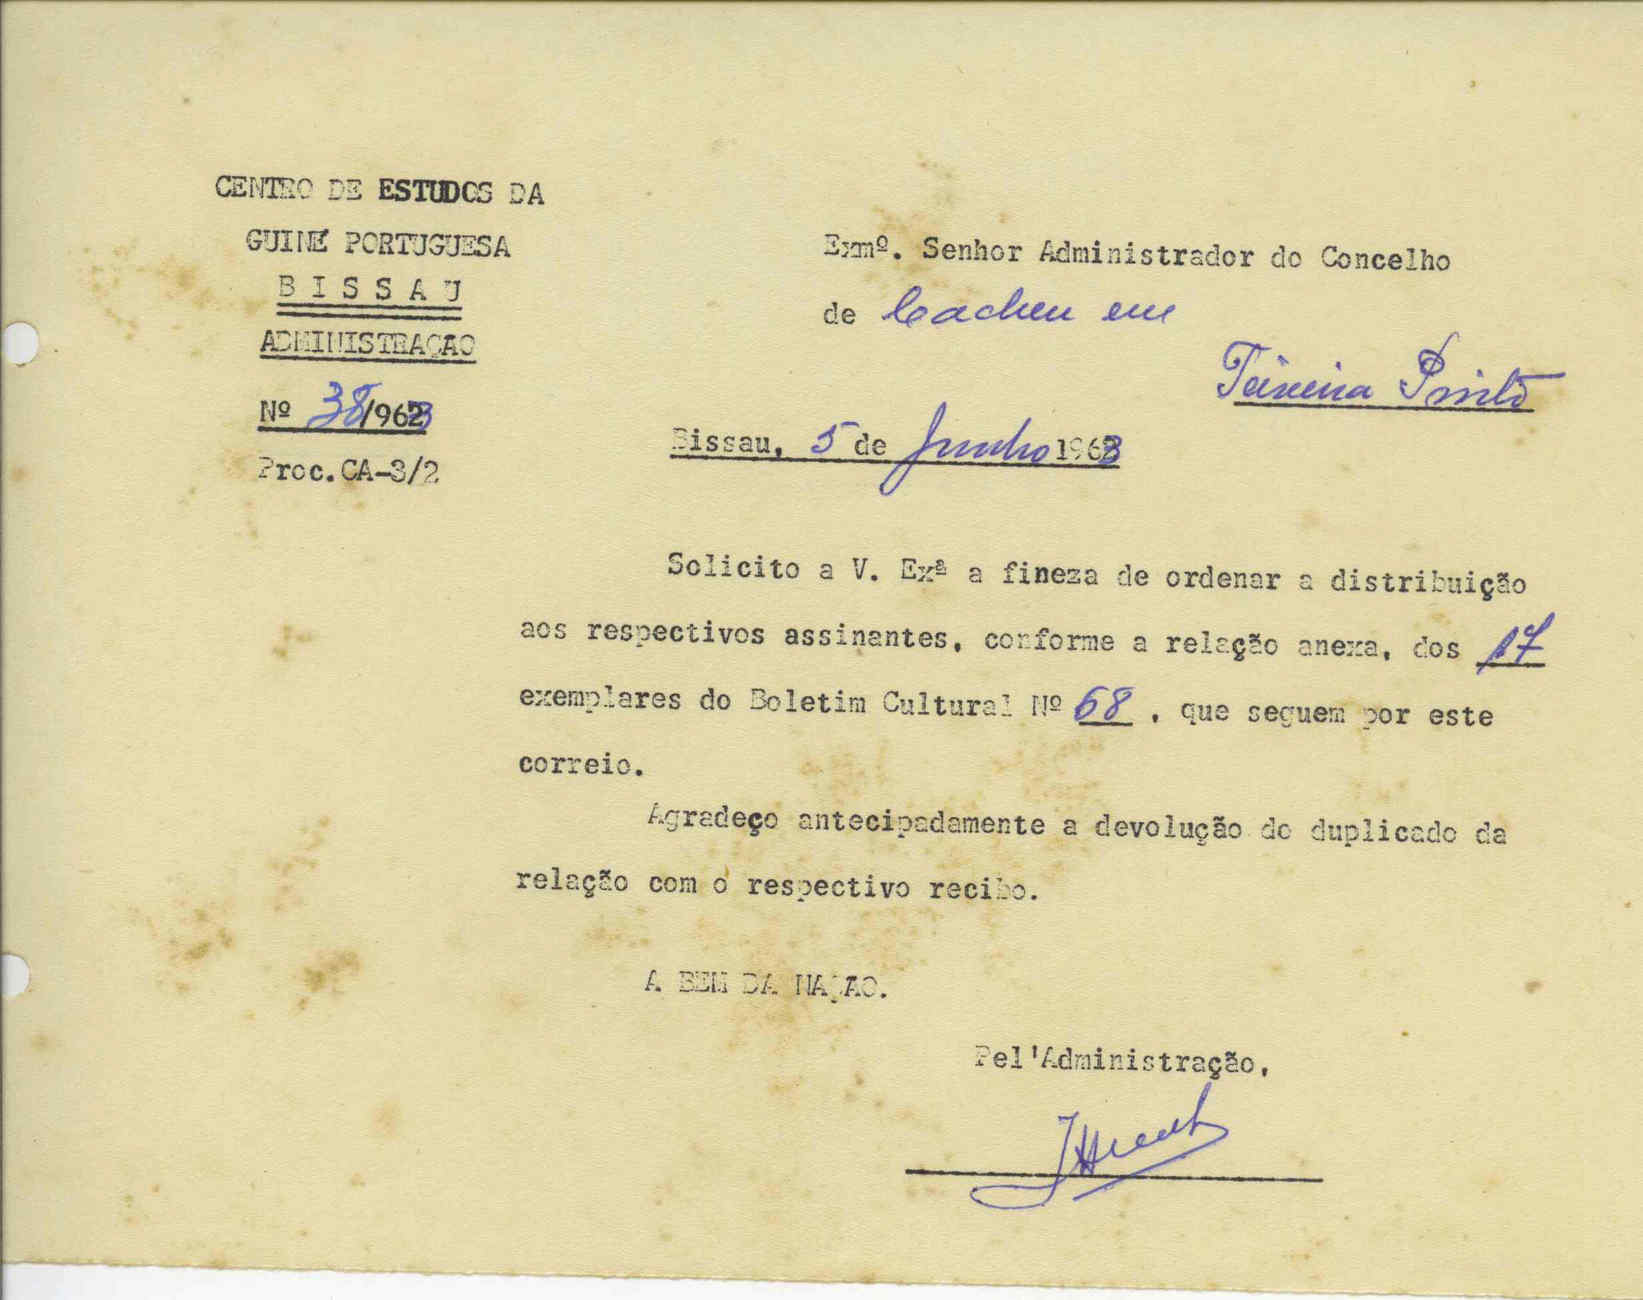 CENTRO DE ESTUDOS DA
GUINÉ PORTUGUESA
B I S S A U
ADMINISTRAÇÃO
Nº 38/963
Proc.CA-3/2
Exmº. Senhor Administrador do Concelho
de Cacheu em
Teixeira Pinto
Bissau, 5 de Junho 1963
Solicito a V. Exª a fineza de ordenar a distribuição
aos respectivos assinantes, conforme a relação anexa, dos 17
exemplares do Boletim Cultural Nº 68, que seguem por este
correio.
Agradeço antecipadamente a devolução do duplicado da
relação com o respectivo recibo.
A BEM DA NAÇÃO.
Pel'Administração,